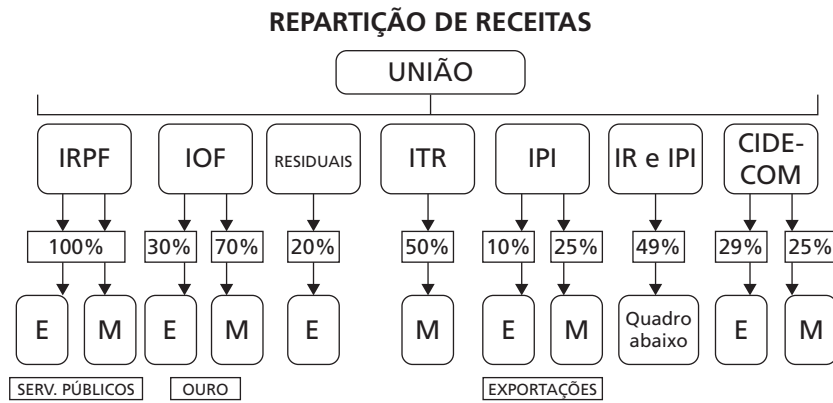 REPARTIÇÃO DE RECEITAS
UNIÃO
IRPF IOF RESIDUAIS ITR IPI IR e IPI CIDE-
COM
100% 30% 70% 20% 50% 10% 25% 49% 29% 25%
E M E M E M E M Quadro
abaixo E M
SERV. PÚBLICOS OURO EXPORTAÇÕES